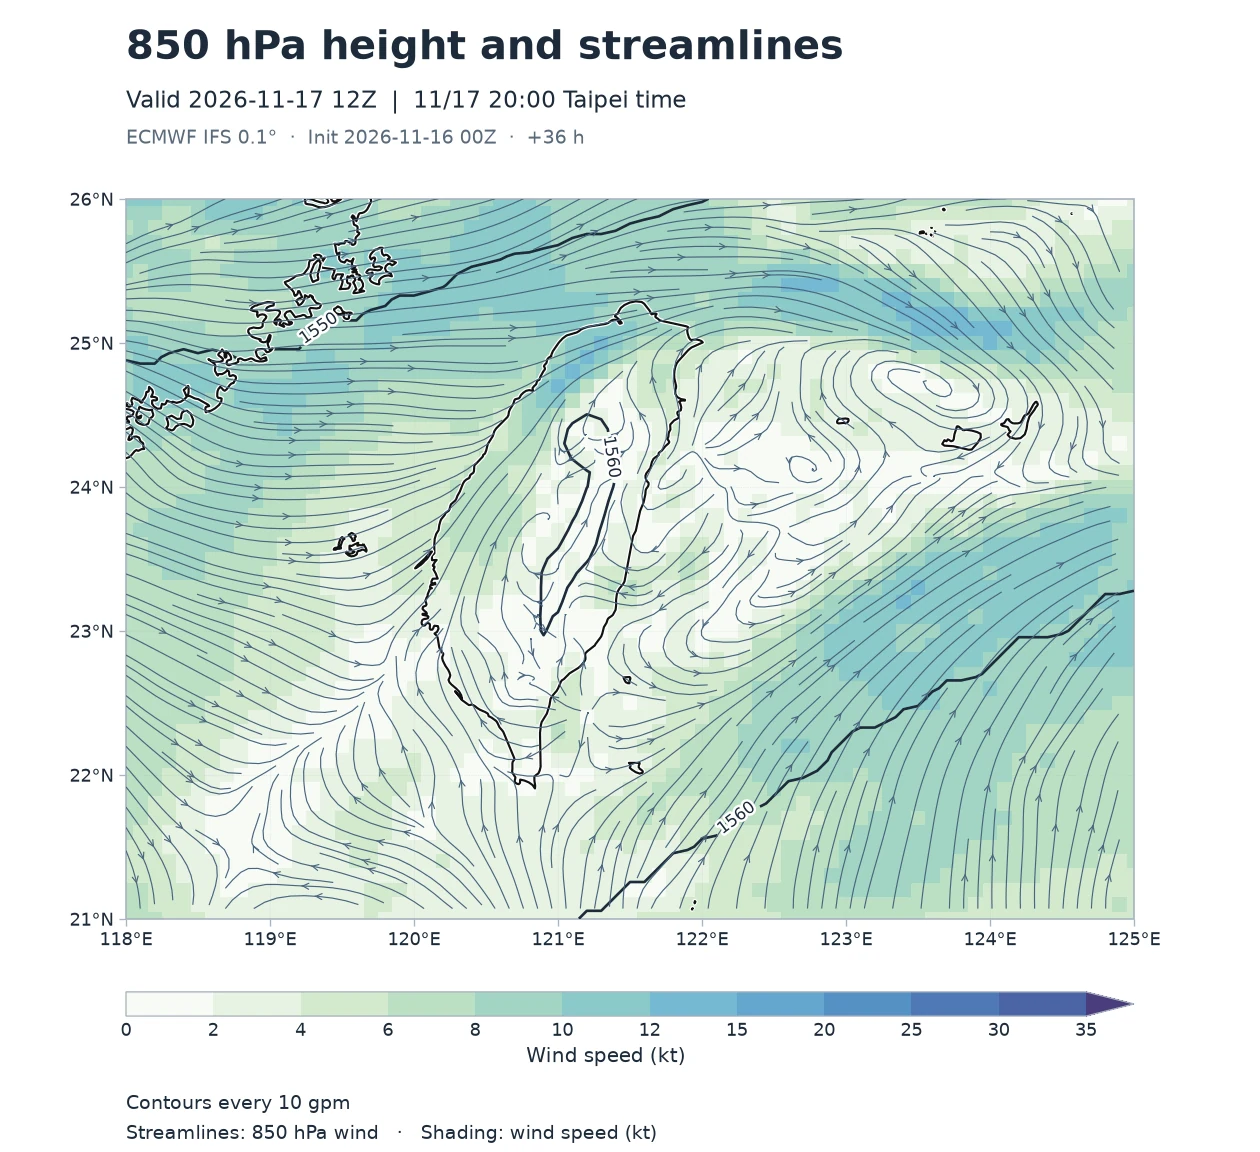 850 hPa height and streamlines
Valid 2026-11-17 12Z | 11/17 20:00 Taipei time
ECMWF IFS 0.1° · Init 2026-11-16 00Z · +36 h
26°N
25°N
24°N
23°N
22°N
21°N
1550
1560
1560
118°E 119°E 120°E 121°E 122°E 123°E 124°E 125°E
0 2 4 6 8 10 12 15 20 25 30 35
Wind speed (kt)
Contours every 10 gpm
Streamlines: 850 hPa wind · Shading: wind speed (kt)